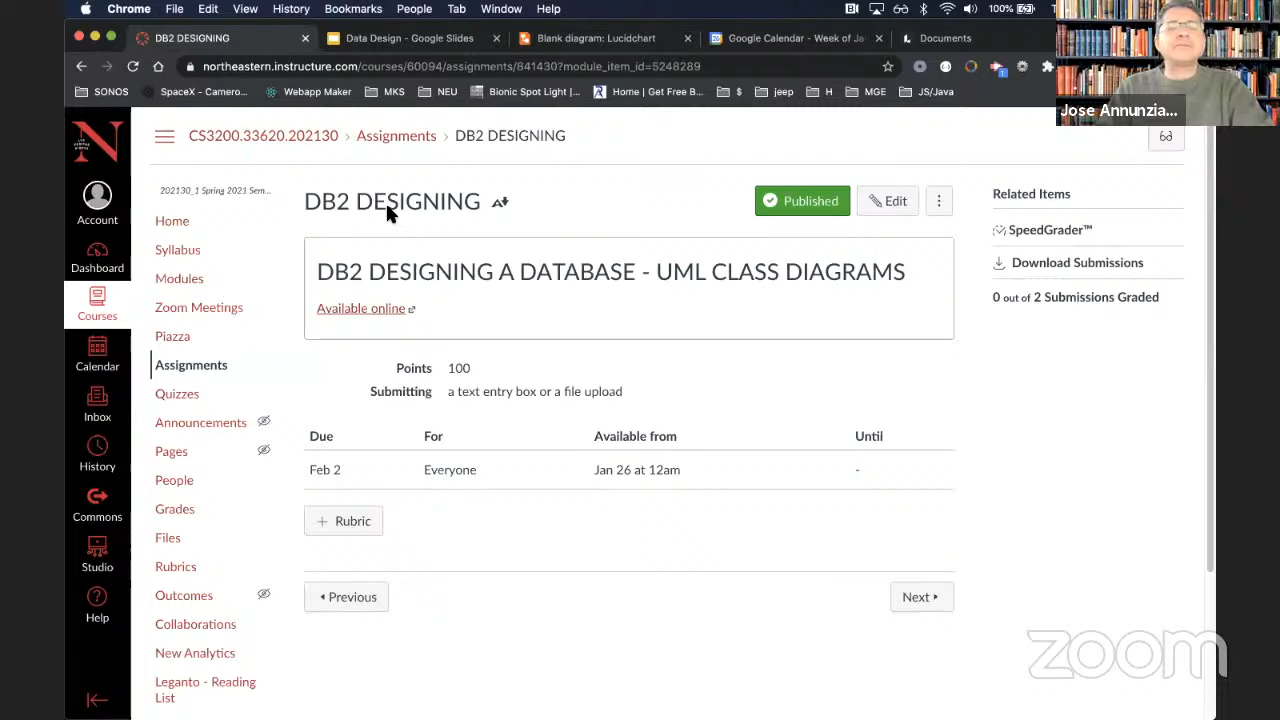 Chrome File Edit View History Bookmarks People Tab Window Help 100%
DB2 DESIGNING
Data Design - Google Slides
Blank diagram: Lucidchart
Google Calendar - Week of Ja
Documents
northeastern.instructure.com/courses/60094/assignments/841430?module_item_id=5248289
SONOS SpaceX - Camero... Webapp Maker MKS NEU Bionic Spot Light |... Home | Get Free B... $ jeep H MGE JS/Java
Jose Annunzia...
N
CS3200.33620.202130 › Assignments › DB2 DESIGNING
Account
Dashboard
Courses
Calendar
Inbox
History
Commons
Studio
Help
202130_1 Spring 2021 Sem...
Home
Syllabus
Modules
Zoom Meetings
Piazza
Assignments
Quizzes
Announcements
Pages
People
Grades
Files
Rubrics
Outcomes
Collaborations
New Analytics
Leganto - Reading
List
DB2 DESIGNING
Published
Edit
DB2 DESIGNING A DATABASE - UML CLASS DIAGRAMS
Available online
Points 100
Submitting a text entry box or a file upload
Due For Available from Until
Feb 2 Everyone Jan 26 at 12am -
+ Rubric
Previous
Next
Related Items
SpeedGrader™
Download Submissions
0 out of 2 Submissions Graded
zoom